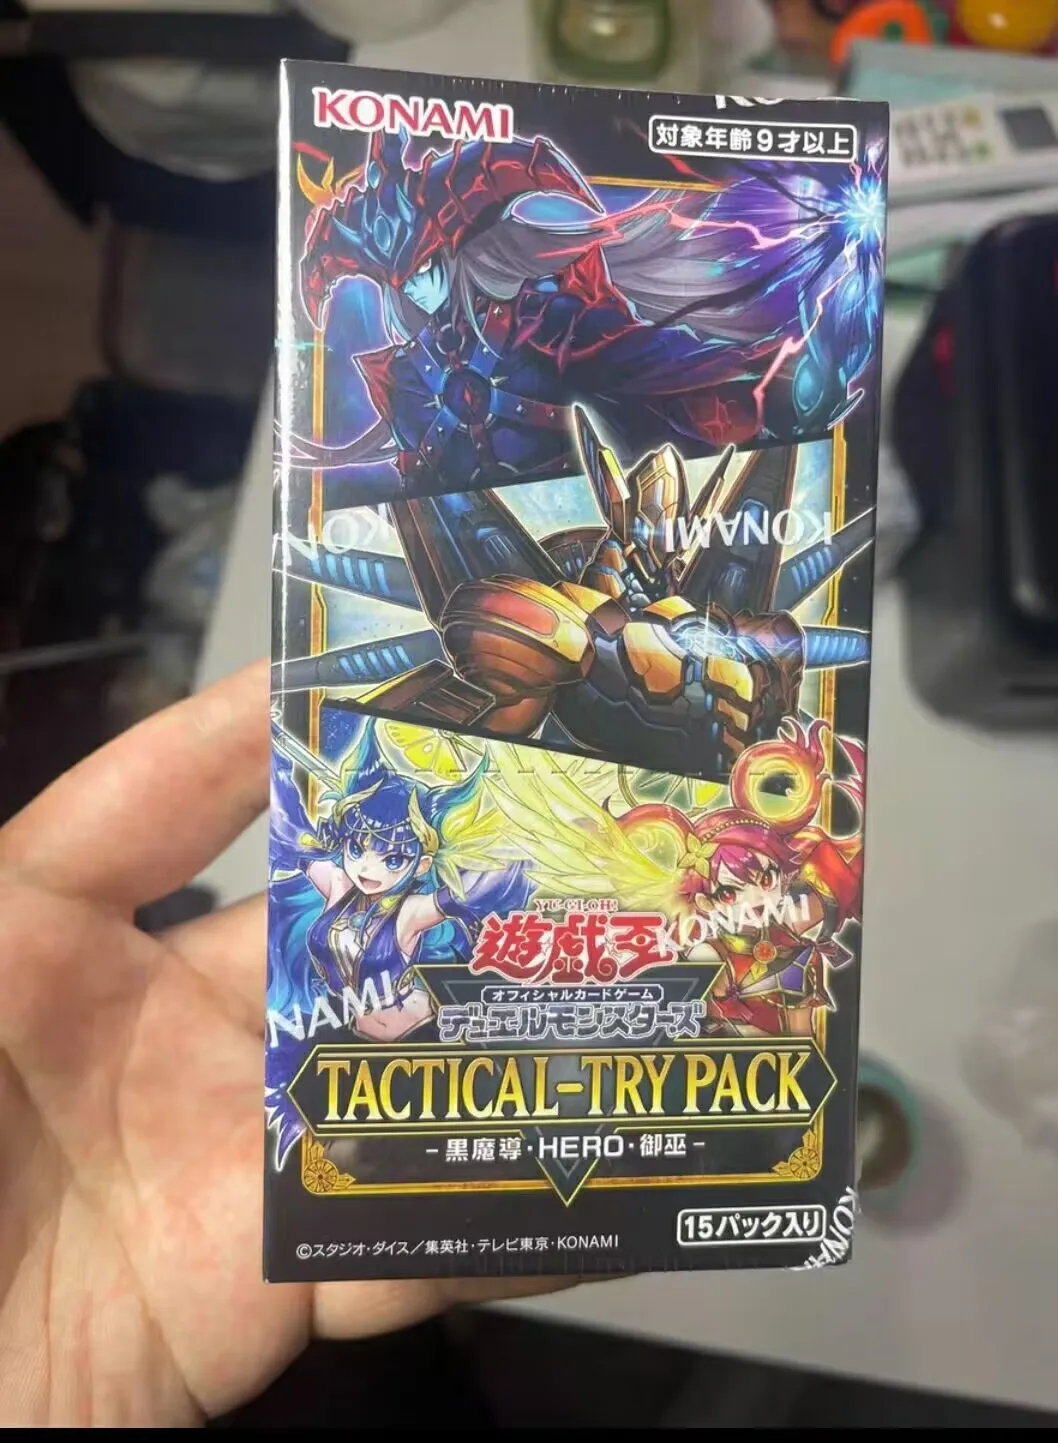 KONAMI
対象年齢9才以上
KON
KONAMI
YU-GI-OH!
遊戯王
KONAMI
オフィシャルカードゲーム
NAMI
デュエルモンスターズ
TACTICAL-TRY PACK
-黒魔導・HERO・御巫-
15パック入り
©スタジオ・ダイス/集英社・テレビ東京・KONAMI